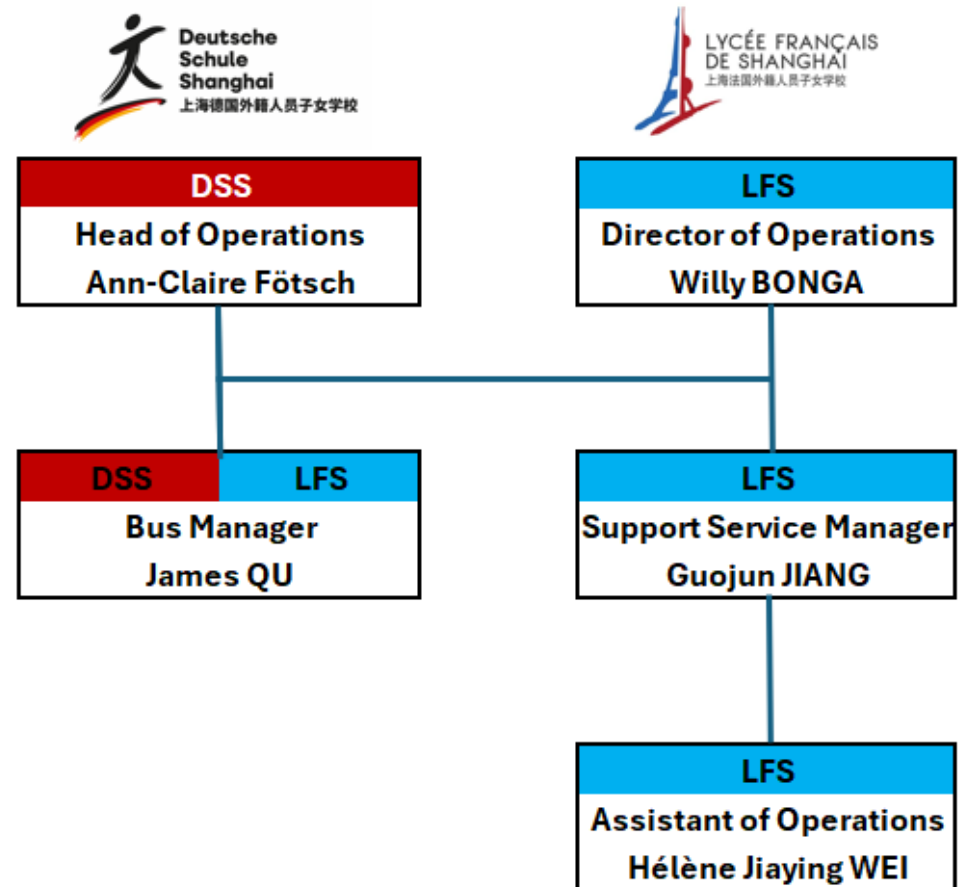 Deutsche
Schule
Shanghai
上海德国外籍人员子女学校
LYCÉE FRANÇAIS
DE SHANGHAI
上海法国外籍人员子女学校
DSS
Head of Operations
Ann-Claire Fötsch
LFS
Director of Operations
Willy BONGA
DSS LFS
Bus Manager
James QU
LFS
Support Service Manager
Guojun JIANG
LFS
Assistant of Operations
Hélène Jiaying WEI